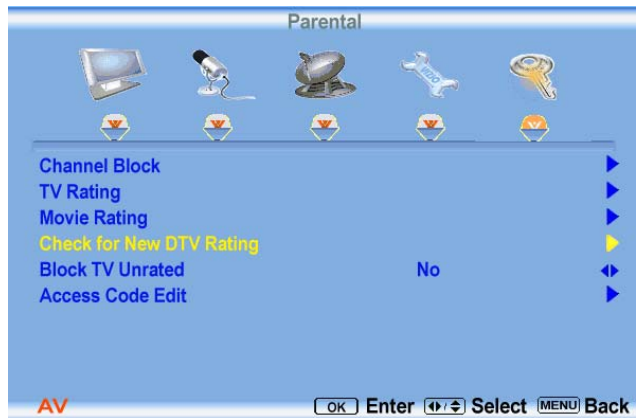 Parental
VIZIO
Channel Block
TV Rating
Movie Rating
Check for New DTV Rating
Block TV Unrated No
Access Code Edit
AV OK Enter Select MENU Back